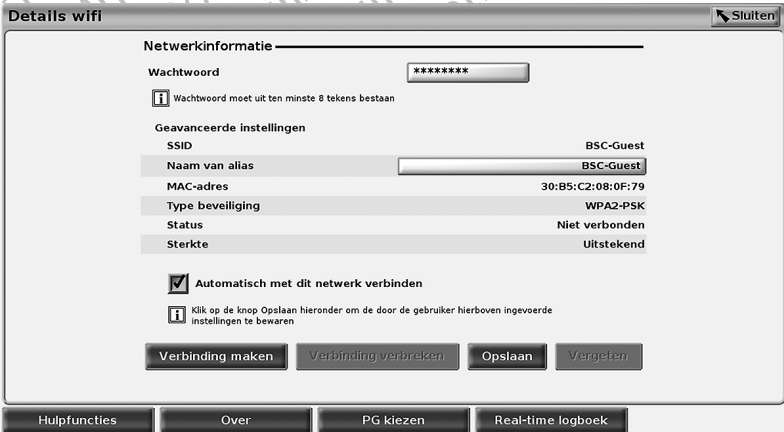 Details wifi
Sluiten
Netwerkinformatie
Wachtwoord ********
Wachtwoord moet uit ten minste 8 tekens bestaan
Geavanceerde instellingen
SSID BSC-Guest
Naam van alias BSC-Guest
MAC-adres 30:B5:C2:08:0F:79
Type beveiliging WPA2-PSK
Status Niet verbonden
Sterkte Uitstekend
Automatisch met dit netwerk verbinden
Klik op de knop Opslaan hieronder om de door de gebruiker hierboven ingevoerde
instellingen te bewaren
Verbinding maken Verbinding verbreken Opslaan Vergeten
Hulpfuncties Over PG kiezen Real-time logboek